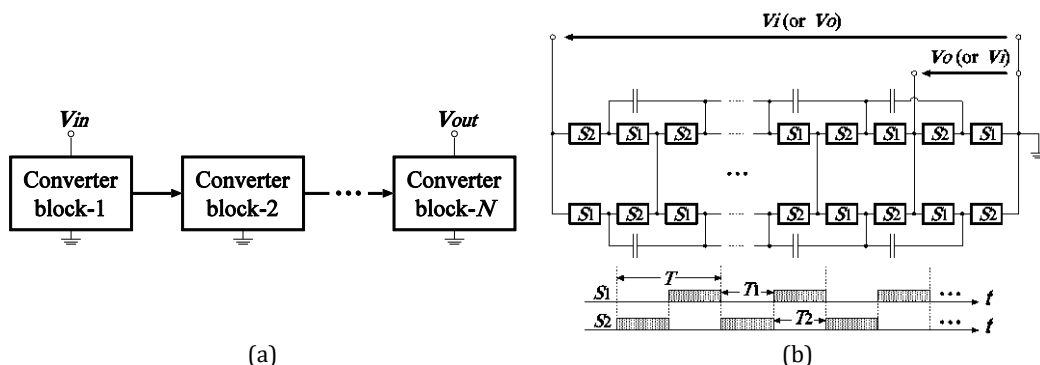 Vin
Vout
Converter block-1
Converter block-2
•••
Converter block-N
(a)
Vi (or Vo)
Vo (or Vi)
S2 S1 S2 S1 S2 S1 S2 S1
•••
S1 S2 S1 S2 S1 S2 S1 S2
T
S1 T1 ••• t
S2 T2 ••• t
(b)